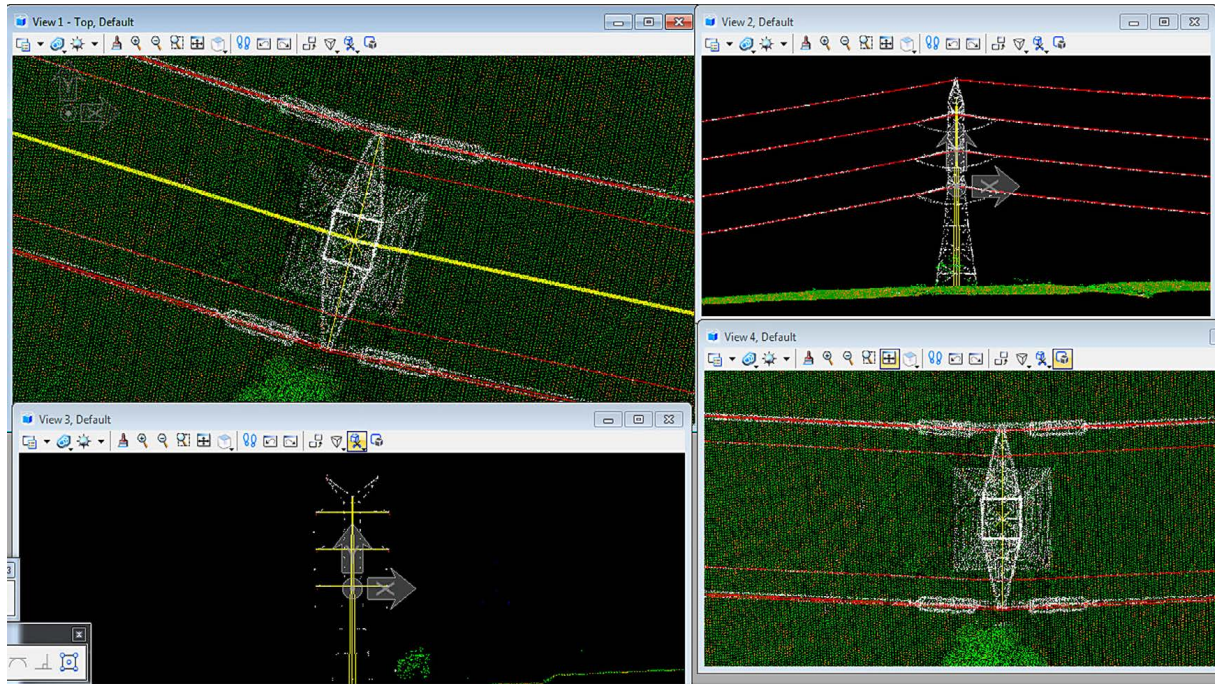 View 1 - Top, Default
View 2, Default
Y
X
X
View 4, Default
View 3, Default
X